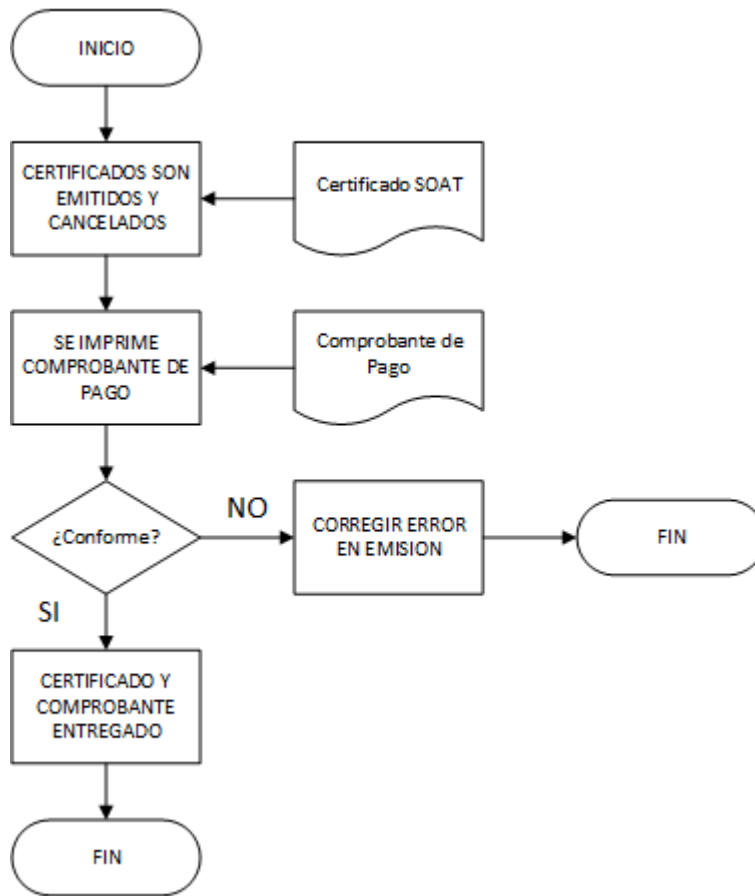 INICIO
CERTIFICADOS SON
EMITIDOS Y
CANCELADOS
Certificado SOAT
SE IMPRIME
COMPROBANTE DE
PAGO
Comprobante de
Pago
¿Conforme?
NO
CORREGIR ERROR
EN EMISION
FIN
SI
CERTIFICADO Y
COMPROBANTE
ENTREGADO
FIN